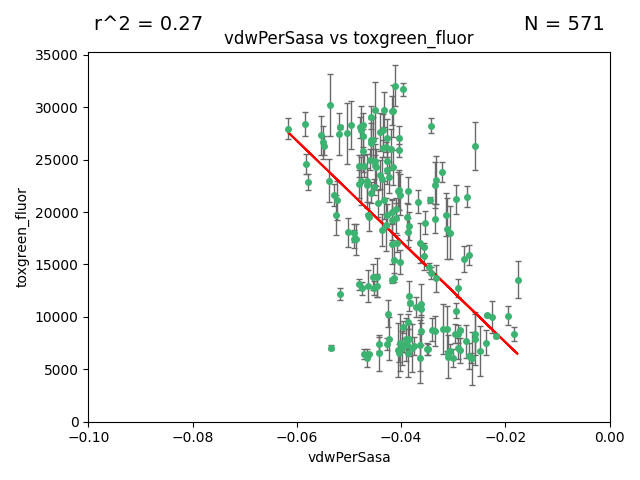 r^2 = 0.27
N = 571
vdwPerSasa vs toxgreen_fluor
35000
30000
25000
20000
15000
10000
5000
0
toxgreen_fluor
−0.10
−0.08
−0.06
−0.04
−0.02
0.00
vdwPerSasa